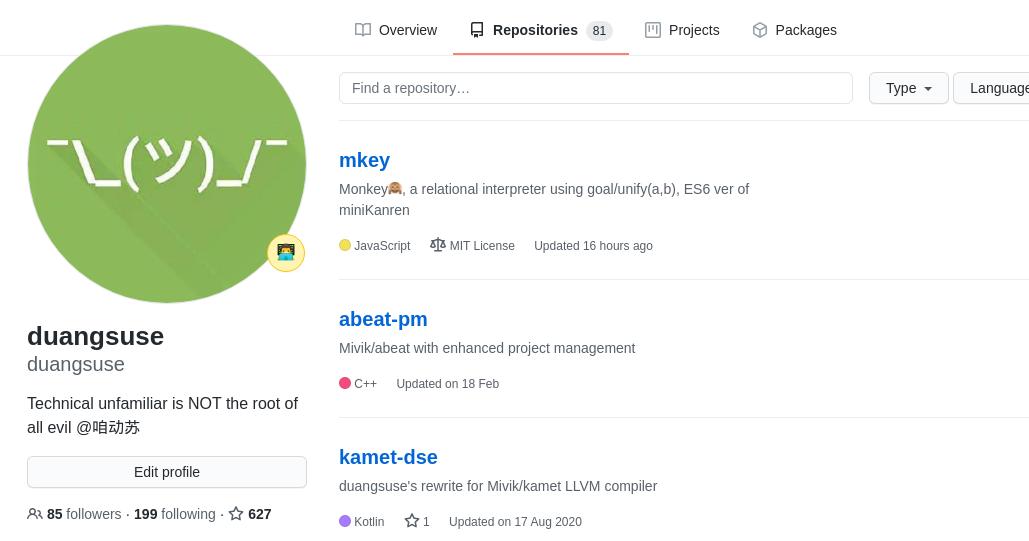 Overview
Repositories 81
Projects
Packages
Find a repository…
Type
Language
¯\_(ツ)_/¯
duangsuse
duangsuse
Technical unfamiliar is NOT the root of
all evil @咱动苏
Edit profile
85 followers · 199 following · 627
mkey
Monkey🙈, a relational interpreter using goal/unify(a,b), ES6 ver of
miniKanren
JavaScript MIT License Updated 16 hours ago
abeat-pm
Mivik/abeat with enhanced project management
C++ Updated on 18 Feb
kamet-dse
duangsuse's rewrite for Mivik/kamet LLVM compiler
Kotlin 1 Updated on 17 Aug 2020